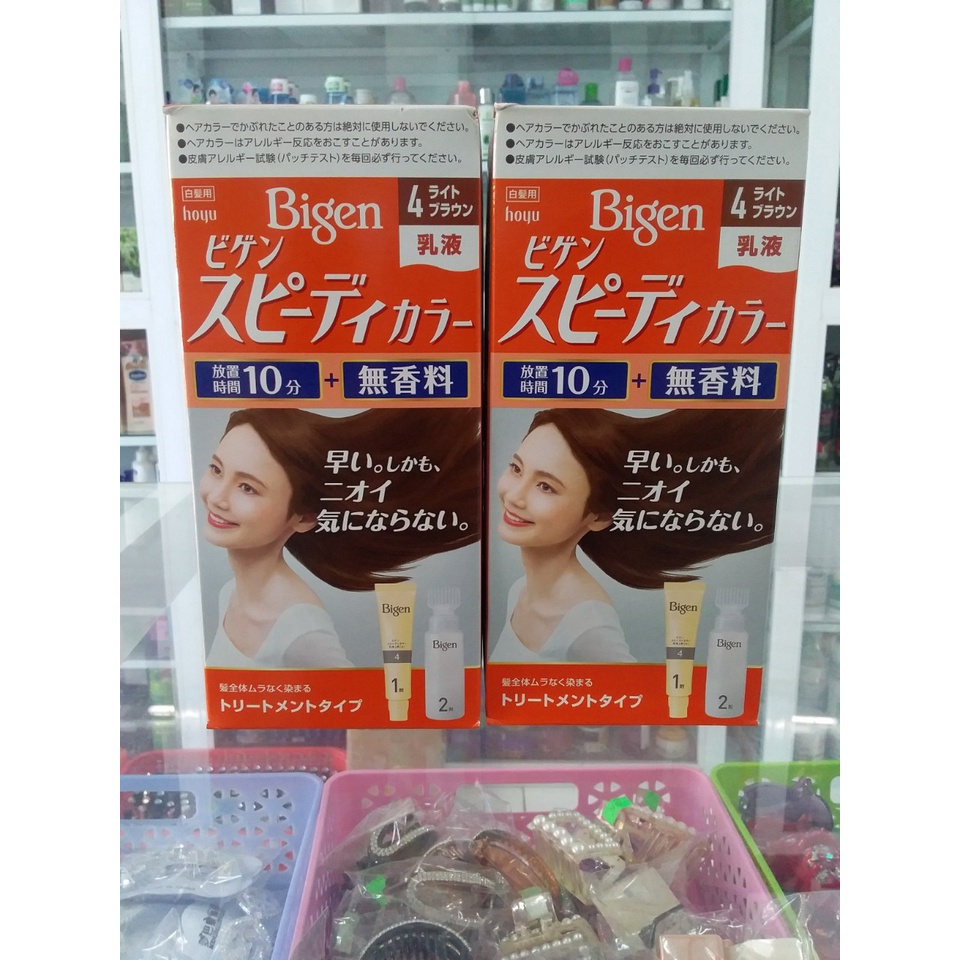 ●ヘアカラーでかぶれたことのある方は絶対に使用しないでください。
●ヘアカラーはアレルギー反応をおこすことがあります。
●皮膚アレルギー試験(パッチテスト)を毎回必ず行ってください。
白髪用
hoyu
Bigen
4 ライト
ブラウン
乳液
ビゲン
スピーディカラー
放置
時間 10分 + 無香料
早い。しかも、
ニオイ
気にならない。
Bigen
4
1剤
Bigen
2剤
髪全体ムラなく染まる
トリートメントタイプ
●ヘアカラーでかぶれたことのある方は絶対に使用しないでください。
●ヘアカラーはアレルギー反応をおこすことがあります。
●皮膚アレルギー試験(パッチテスト)を毎回必ず行ってください。
白髪用
hoyu
Bigen
4 ライト
ブラウン
乳液
ビゲン
スピーディカラー
放置
時間 10分 + 無香料
早い。しかも、
ニオイ
気にならない。
Bigen
4
1剤
Bigen
2剤
髪全体ムラなく染まる
トリートメントタイプ